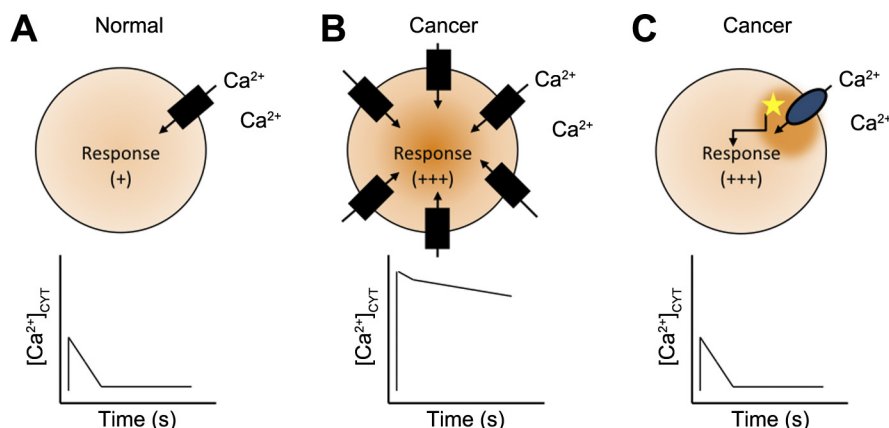 A
Normal
Ca²⁺
Ca²⁺
Response
(+)
[Ca²⁺]CYT
Time (s)
B
Cancer
Ca²⁺
Ca²⁺
Response
(+++)
[Ca²⁺]CYT
Time (s)
C
Cancer
Ca²⁺
Ca²⁺
Response
(+++)
[Ca²⁺]CYT
Time (s)